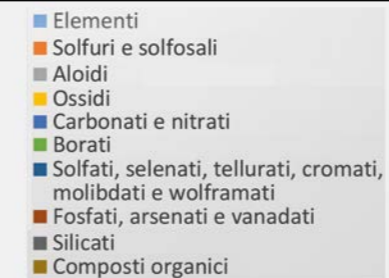 Elementi
Solfuri e solfosali
Aloidi
Ossidi
Carbonati e nitrati
Borati
Solfati, selenati, tellurati, cromati,
molibdati e wolframati
Fosfati, arsenati e vanadati
Silicati
Composti organici